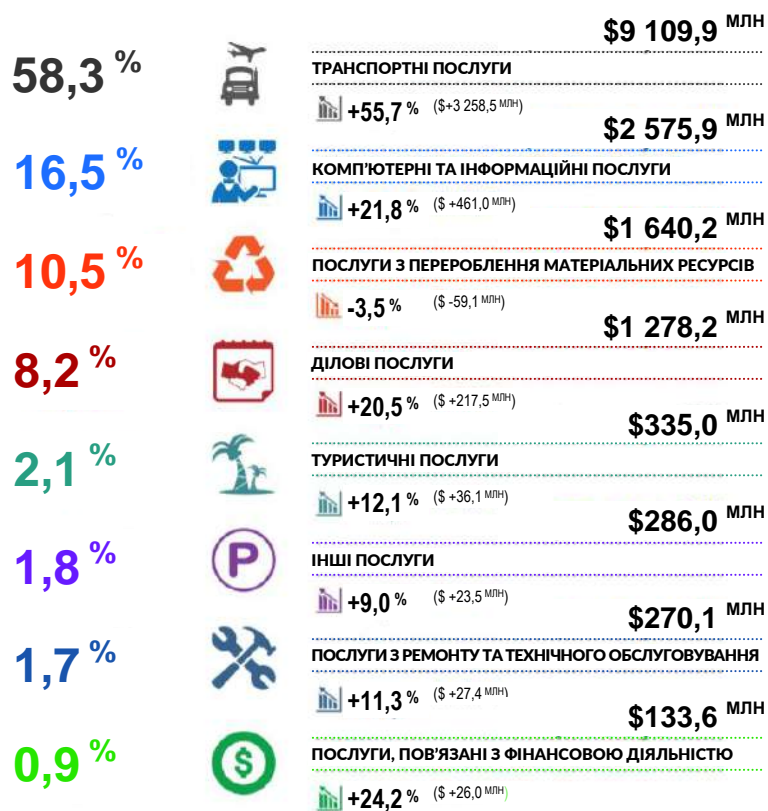 $9 109,9 МЛН
58,3 %
ТРАНСПОРТНІ ПОСЛУГИ
+55,7 % ($+3 258,5 МЛН)
$2 575,9 МЛН
16,5 %
КОМП’ЮТЕРНІ ТА ІНФОРМАЦІЙНІ ПОСЛУГИ
+21,8 % ($ +461,0 МЛН)
$1 640,2 МЛН
10,5 %
ПОСЛУГИ З ПЕРЕРОБЛЕННЯ МАТЕРІАЛЬНИХ РЕСУРСІВ
-3,5 % ($ -59,1 МЛН)
$1 278,2 МЛН
8,2 %
ДІЛОВІ ПОСЛУГИ
+20,5 % ($ +217,5 МЛН)
$335,0 МЛН
2,1 %
ТУРИСТИЧНІ ПОСЛУГИ
+12,1 % ($ +36,1 МЛН)
$286,0 МЛН
1,8 %
P
ІНШІ ПОСЛУГИ
+9,0 % ($ +23,5 МЛН)
$270,1 МЛН
1,7 %
ПОСЛУГИ З РЕМОНТУ ТА ТЕХНІЧНОГО ОБСЛУГОВУВАННЯ
+11,3 % ($ +27,4 МЛН)
$133,6 МЛН
0,9 %
$
ПОСЛУГИ, ПОВ’ЯЗАНІ З ФІНАНСОВОЮ ДІЯЛЬНІСТЮ
+24,2 % ($ +26,0 МЛН)